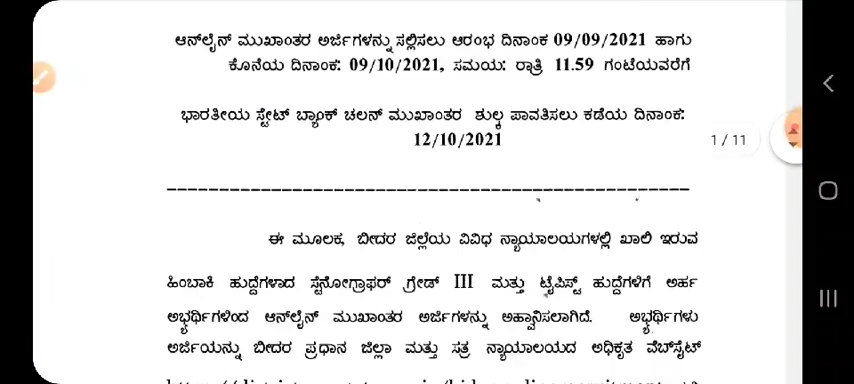 ಆನ್‌ಲೈನ್ ಮುಖಾಂತರ ಅರ್ಜಿಗಳನ್ನು ಸಲ್ಲಿಸಲು ಆರಂಭ ದಿನಾಂಕ 09/09/2021 ಹಾಗು
ಕೊನೆಯ ದಿನಾಂಕ: 09/10/2021, ಸಮಯ: ರಾತ್ರಿ 11.59 ಗಂಟೆಯವರೆಗೆ
ಭಾರತೀಯ ಸ್ಟೇಟ್ ಬ್ಯಾಂಕ್ ಚಲನ್ ಮುಖಾಂತರ ಶುಲ್ಕ ಪಾವತಿಸಲು ಕಡೆಯ ದಿನಾಂಕ:
12/10/2021
1 / 11
ಈ ಮೂಲಕ, ಬೀದರ ಜಿಲ್ಲೆಯ ವಿವಿಧ ನ್ಯಾಯಾಲಯಗಳಲ್ಲಿ ಖಾಲಿ ಇರುವ
ಹಿಂಬಾಕಿ ಹುದ್ದೆಗಳಾದ ಸ್ಟೆನೋಗ್ರಾಫರ್ ಗ್ರೇಡ್ III ಮತ್ತು ಟೈಪಿಸ್ಟ್ ಹುದ್ದೆಗಳಿಗೆ ಅರ್ಹ
ಅಭ್ಯರ್ಥಿಗಳಿಂದ ಆನ್‌ಲೈನ್ ಮುಖಾಂತರ ಅರ್ಜಿಗಳನ್ನು ಅಹ್ವಾನಿಸಲಾಗಿದೆ. ಅಭ್ಯರ್ಥಿಗಳು
ಅರ್ಜಿಯನ್ನು ಬೀದರ ಪ್ರಧಾನ ಜಿಲ್ಲಾ ಮತ್ತು ಸತ್ರ ನ್ಯಾಯಾಲಯದ ಅಧಿಕೃತ ವೆಬ್‌ಸೈಟ್